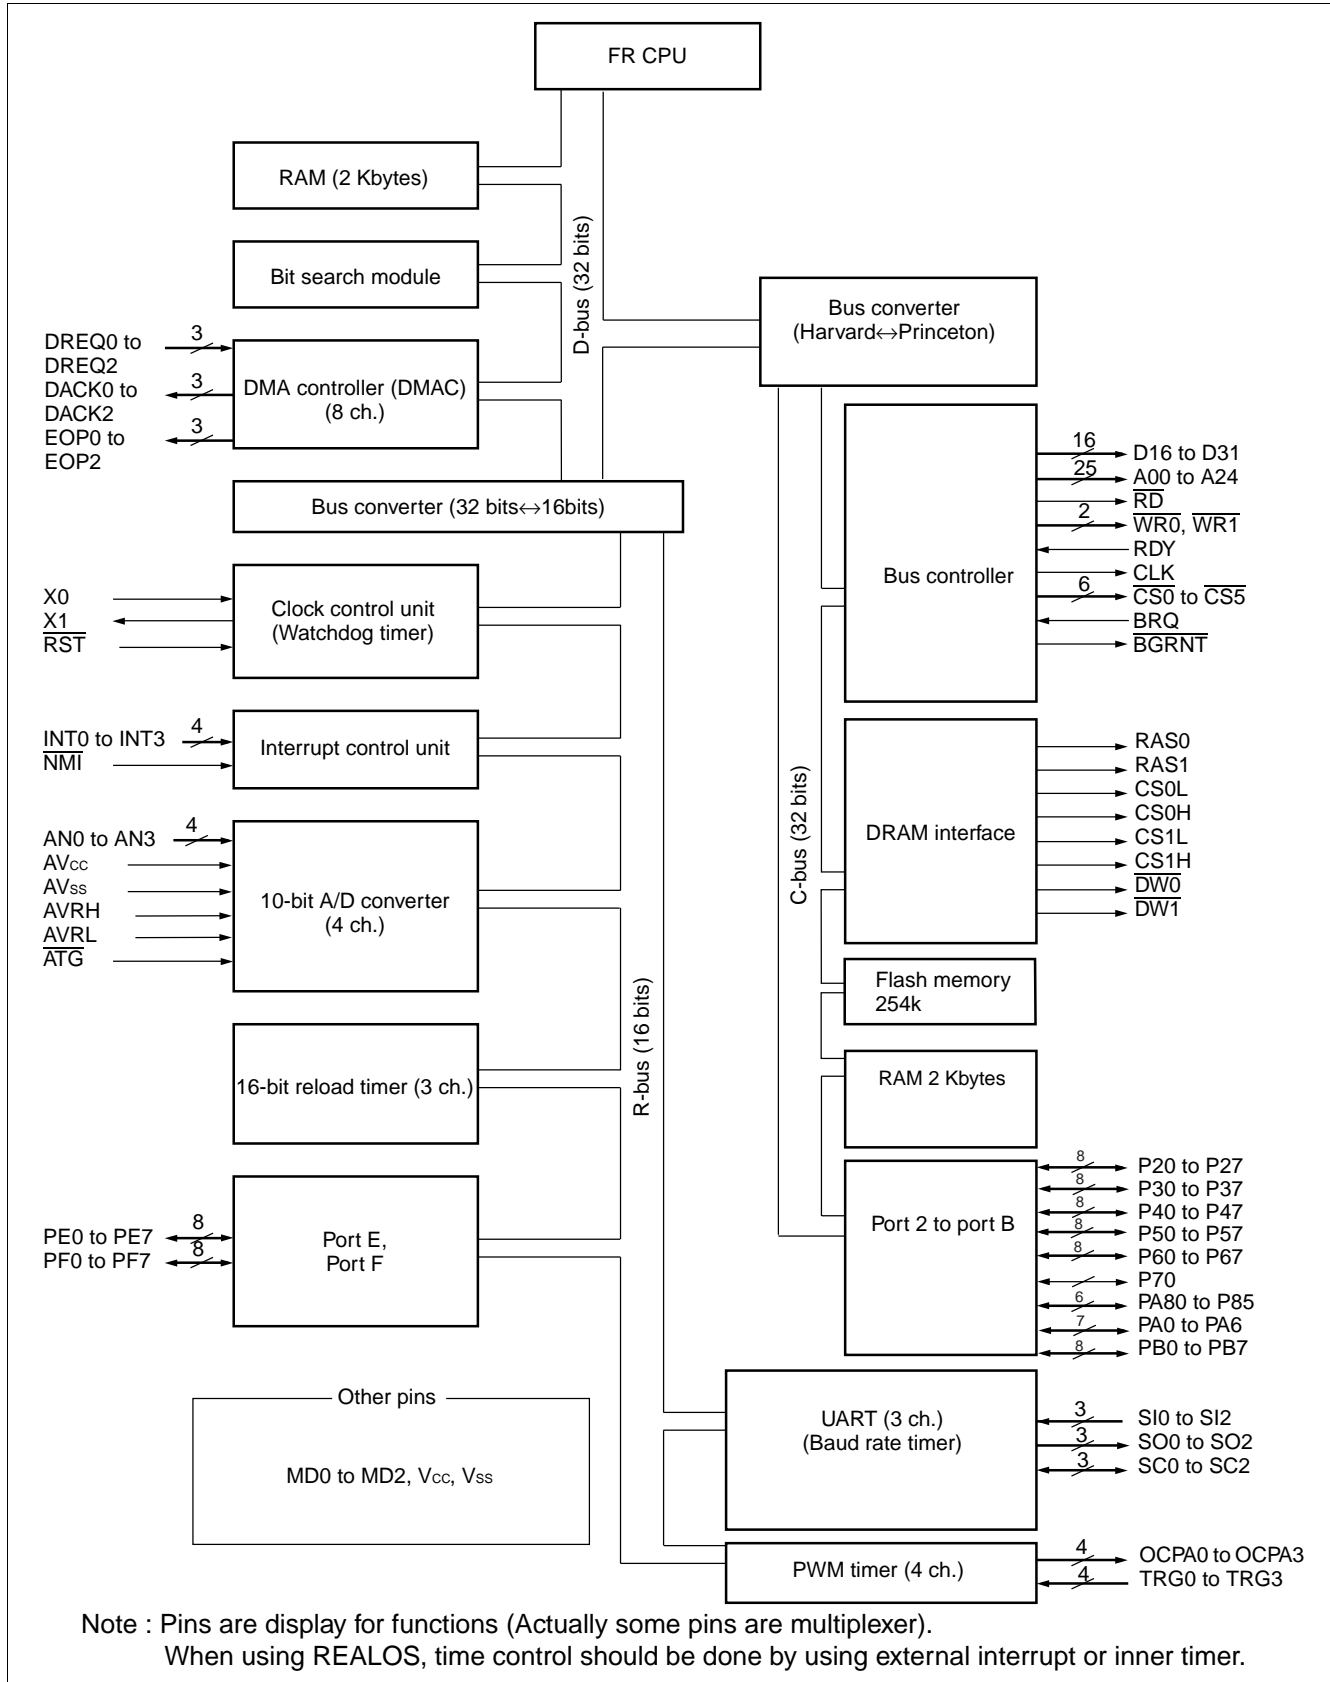 FR CPU
RAM (2 Kbytes)
Bit search module
D-bus (32 bits)
Bus converter
(Harvard↔Princeton)
DREQ0 to
DREQ2
DACK0 to
DACK2
EOP0 to
EOP2
3
3
3
DMA controller (DMAC)
(8 ch.)
Bus converter (32 bits↔16bits)
Bus controller
16
D16 to D31
25
A00 to A24
RD
2
WR0, WR1
RDY
CLK
6
CS0 to CS5
BRQ
BGRNT
X0
X1
RST
Clock control unit
(Watchdog timer)
INT0 to INT3
4
NMI
Interrupt control unit
C-bus (32 bits)
DRAM interface
RAS0
RAS1
CS0L
CS0H
CS1L
CS1H
DW0
DW1
AN0 to AN3
4
AVCC
AVSS
AVRH
AVRL
ATG
10-bit A/D converter
(4 ch.)
Flash memory
254k
R-bus (16 bits)
16-bit reload timer (3 ch.)
RAM 2 Kbytes
Port 2 to port B
8
P20 to P27
8
P30 to P37
8
P40 to P47
8
P50 to P57
8
P60 to P67
P70
6
PA80 to P85
7
PA0 to PA6
8
PB0 to PB7
PE0 to PE7
8
PF0 to PF7
8
Port E,
Port F
Other pins
MD0 to MD2, VCC, VSS
UART (3 ch.)
(Baud rate timer)
3
SI0 to SI2
3
SO0 to SO2
3
SC0 to SC2
PWM timer (4 ch.)
4
OCPA0 to OCPA3
4
TRG0 to TRG3
Note : Pins are display for functions (Actually some pins are multiplexer).
When using REALOS, time control should be done by using external interrupt or inner timer.